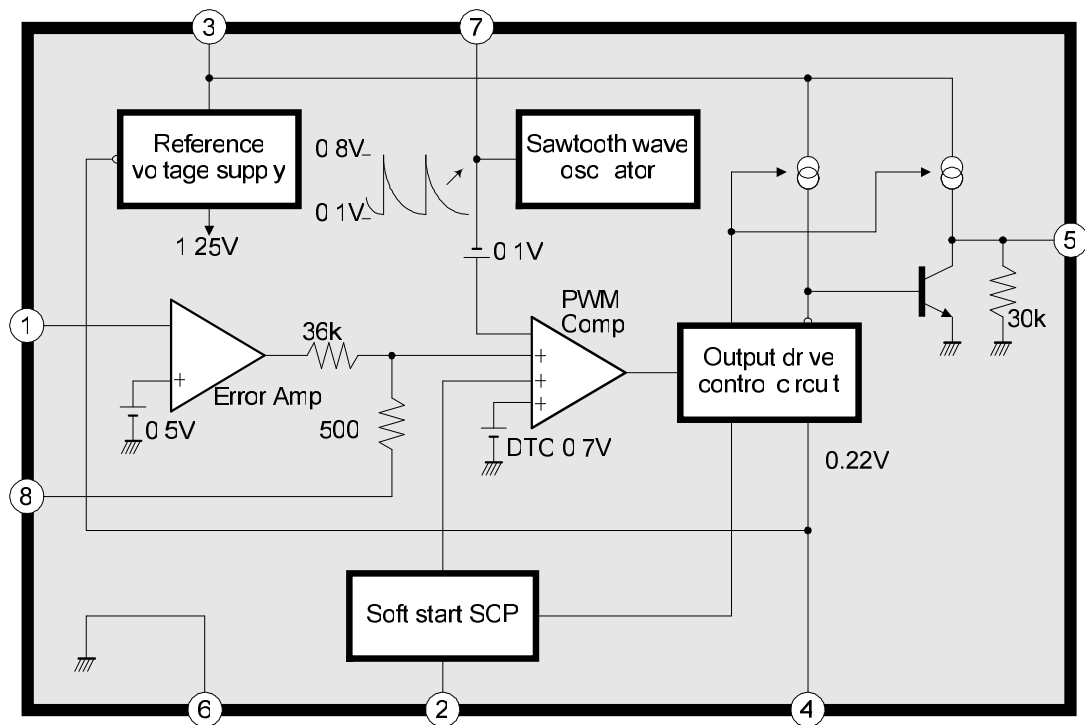 3
7
Reference
vo tage supp y
Sawtooth wave
osc ator
0 8V
0 1V
1 25V
0 1V
5
PWM
Comp
1
36k
30k
Output dr ve
contro c rcu t
+
+
+
+
Error Amp
0 5V
500
DTC 0 7V
0.22V
8
Soft start SCP
6
2
4